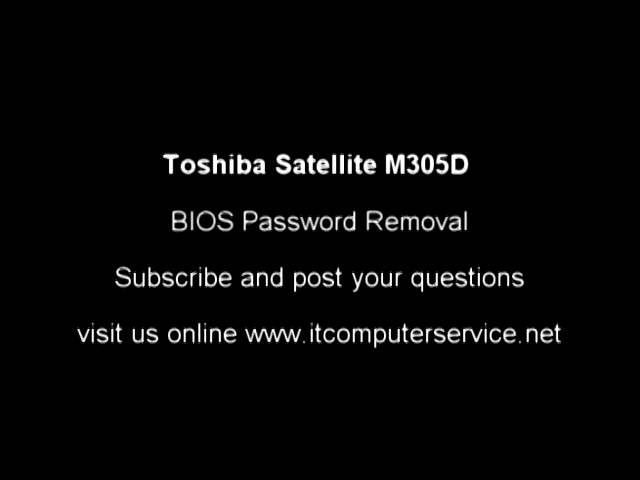 Toshiba Satellite M305D
BIOS Password Removal
Subscribe and post your questions
visit us online www.itcomputerservice.net